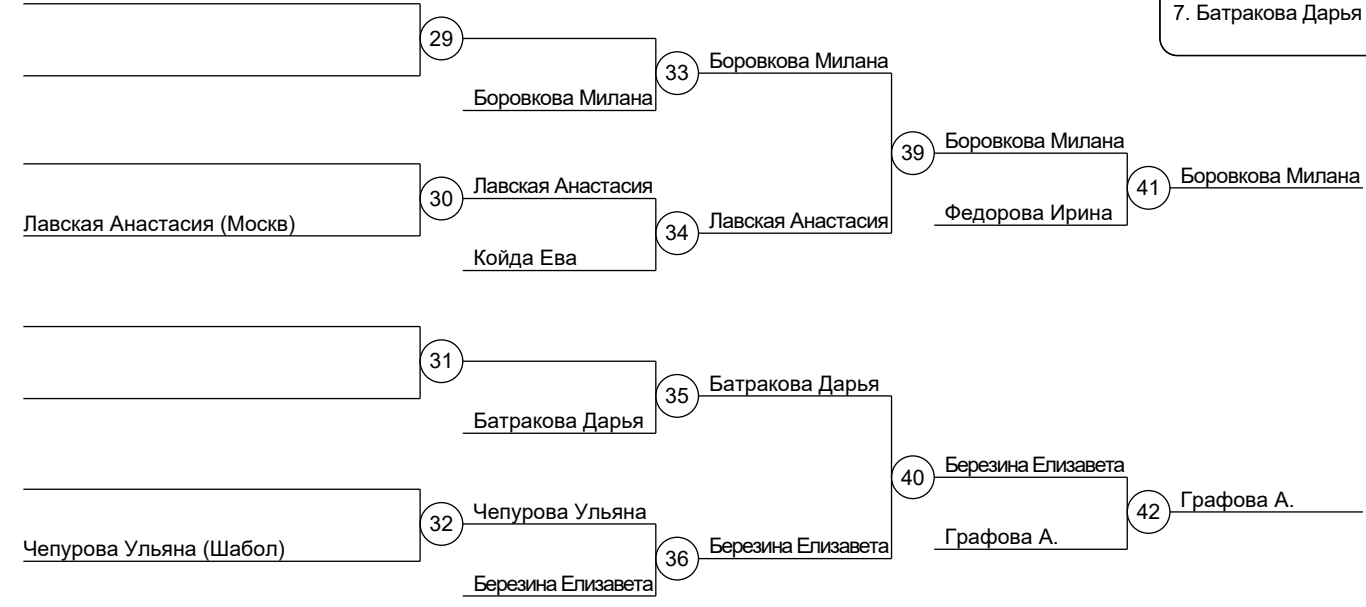 7. Батракова Дарья
29
Боровкова Милана
33
Боровкова Милана
39
Боровкова Милана
41
Боровкова Милана
Лавская Анастасия (Москв)
30
Лавская Анастасия
Койда Ева
34
Лавская Анастасия
Федорова Ирина
31
Батракова Дарья
35
Батракова Дарья
40
Березина Елизавета
42
Графова А.
Чепурова Ульяна (Шабол)
32
Чепурова Ульяна
Березина Елизавета
36
Березина Елизавета
Графова А.